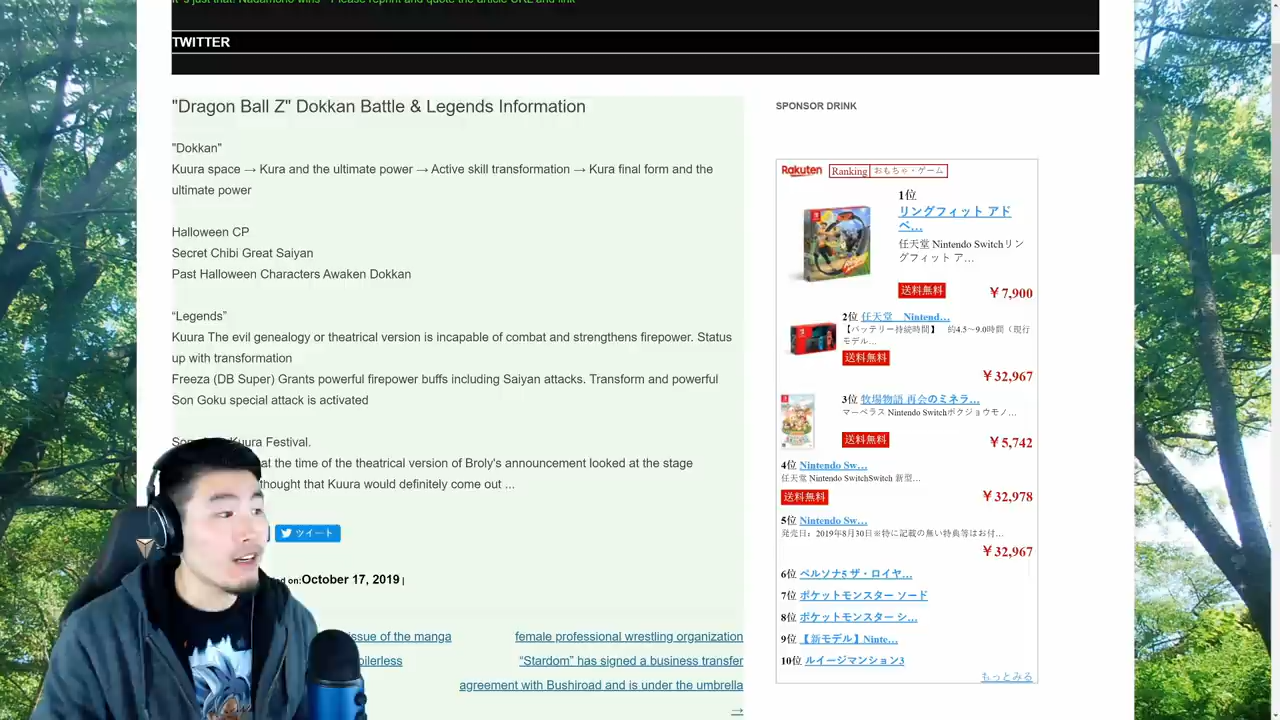 TWITTER
"Dragon Ball Z" Dokkan Battle & Legends Information
"Dokkan"
Kuura space → Kura and the ultimate power → Active skill transformation → Kura final form and the
ultimate power
Halloween CP
Secret Chibi Great Saiyan
Past Halloween Characters Awaken Dokkan
“Legends”
Kuura The evil genealogy or theatrical version is incapable of combat and strengthens firepower. Status
up with transformation
Freeza (DB Super) Grants powerful firepower buffs including Saiyan attacks. Transform and powerful
Son Goku special attack is activated
Kuura Festival.
at the time of the theatrical version of Broly's announcement looked at the stage
thought that Kuura would definitely come out ...
ツイート
on:October 17, 2019 |
ssue of the manga
oilerless
female professional wrestling organization
“Stardom” has signed a business transfer
agreement with Bushiroad and is under the umbrella
→
SPONSOR DRINK
Rakuten Ranking おもちゃ・ゲーム
1位
リングフィット アド
ベ…
任天堂 Nintendo Switchリン
グフィット ア…
送料無料 ￥7,900
2位 任天堂 Nintend…
【バッテリー持続時間】 約4.5～9.0時間（現行
モデル…
送料無料
￥32,967
3位 牧場物語 再会のミネラ…
マーベラス Nintendo Switchボクジョウモノ…
送料無料
￥5,742
4位 Nintendo Sw…
任天堂 Nintendo SwitchSwitch 新型…
送料無料 ￥32,978
5位 Nintendo Sw…
発売日：2019年8月30日※特に記載の無い特典等はお付…
￥32,967
6位 ペルソナ5 ザ・ロイヤ…
7位 ポケットモンスター ソード
8位 ポケットモンスター シ…
9位 【新モデル】Ninte…
10位 ルイージマンション3
もっとみる